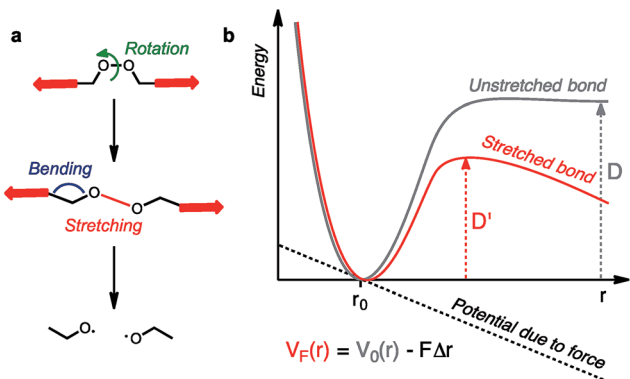 a
Rotation
O
O
Bending
O
O
Stretching
O·
·O
b
Energy
Unstretched bond
Stretched bond
D
D'
r0
r
Potential due to force
VF(r) = V0(r) - FΔr